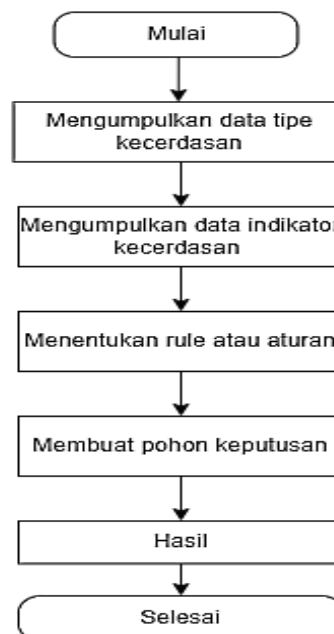 Mulai
Mengumpulkan data tipe
kecerdasan
Mengumpulkan data indikator
kecerdasan
Menentukan rule atau aturan
Membuat pohon keputusan
Hasil
Selesai